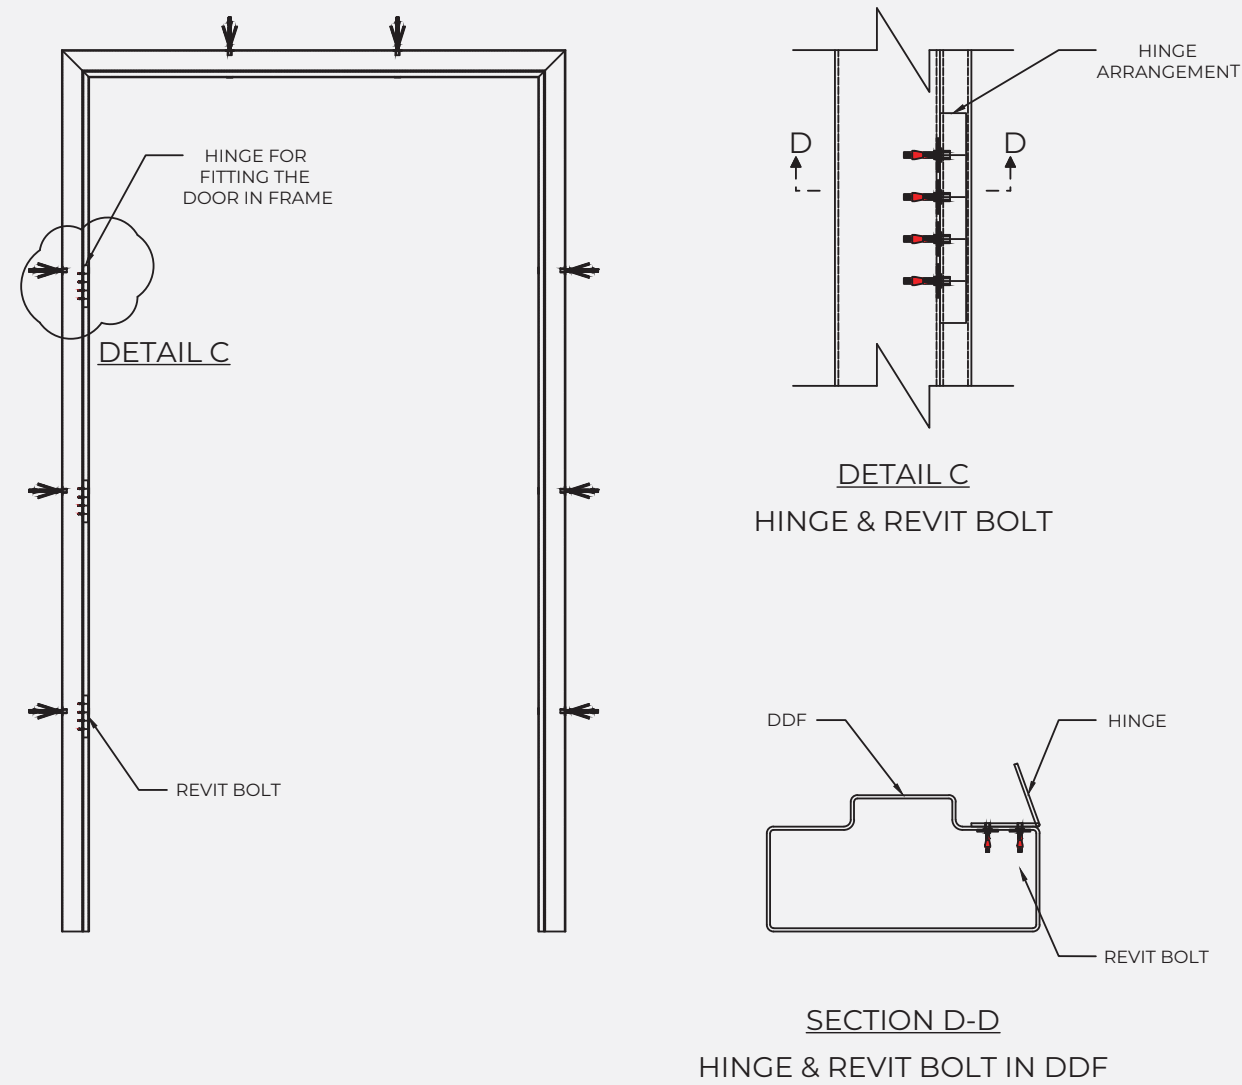 HINGE FOR
FITTING THE
DOOR IN FRAME
DETAIL C
REVIT BOLT
HINGE
ARRANGEMENT
D
D
DETAIL C
HINGE & REVIT BOLT
DDF
HINGE
REVIT BOLT
SECTION D-D
HINGE & REVIT BOLT IN DDF